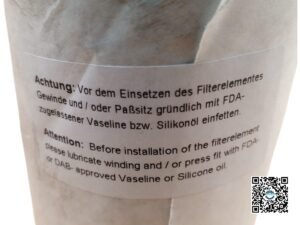 Achtung: Vor dem Einsetzen des Filterelementes
Gewinde und / oder Paßsitz gründlich mit FDA-
zugelassener Vaseline bzw. Silikonöl einfetten.
Attention: Before installation of the filterelement
please lubricate winding and / or press fit with FDA-
or DAB- approved Vaseline or Silicone oil.